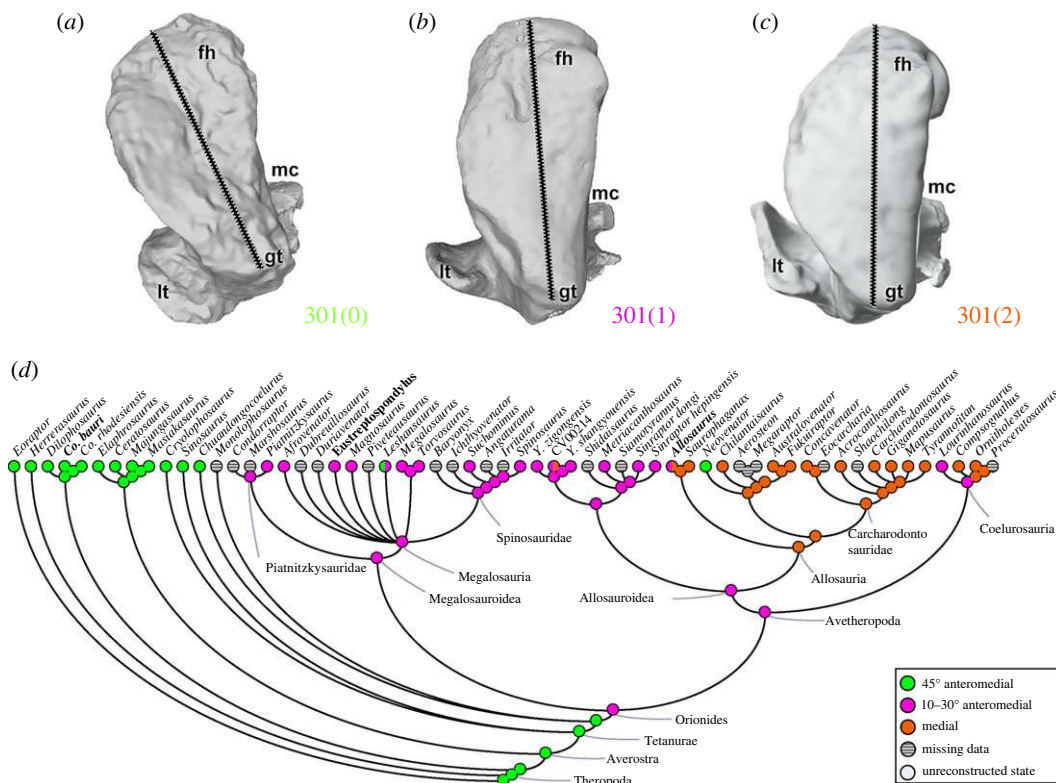 (a)
fh
mc
gt
lt
301(0)
(b)
fh
mc
gt
lt
301(1)
(c)
fh
mc
gt
lt
301(2)
(d)
Eoraptor
Herrerasaurus
Dilophosaurus
Co. bauri
Co. rhodesiensis
Elaphrosaurus
Ceratosaurus
Majungasaurus
Masiakasaurus
Cryolophosaurus
Sinosaurus
Chuandongocoelurus
Monolophosaurus
Condorraptor
Marshosaurus
Piatnitzkysaurus
Afrovenator
Dubreuillosaurus
Duriavenator
Eustreptospondylus
Magnosaurus
Piveteausaurus
Leshansaurus
Megalosaurus
Torvosaurus
Baryonyx
Ichthyovenator
Suchomimus
Angaturama
Irritator
Spinosaurus
Y. zigongensis
CV00214
Y. shangyouensis
Shidaisaurus
Metriacanthosaurus
Siamotyrannus
Sinraptor dongi
Sinraptor hepingensis
Allosaurus
Saurophaganax
Neovenator
Chilantaisaurus
Aerosteon
Megaraptor
Australovenator
Fukuiraptor
Concavenator
Eocarcharia
Acrocanthosaurus
Shaochilong
Carcharodontosaurus
Giganotosaurus
Mapusaurus
Tyrannotitan
Lourinhanosaurus
Compsognathus
Ornitholestes
Proceratosaurus
Piatnitzkysauridae
Megalosauroidea
Megalosauria
Spinosauridae
Allosauroidea
Allosauria
Carcharodonto
sauridae
Coelurosauria
Avetheropoda
Orionides
Tetanurae
Averostra
Theropoda
45° anteromedial
10–30° anteromedial
medial
missing data
unreconstructed state